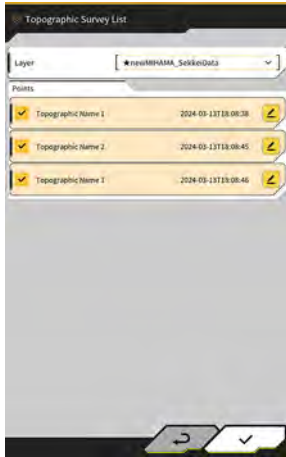 Topographic Survey List
Layer
★newMIHAMA_SekkeiData
Points
Topographic Name 1 2024-03-13T18:08:38
Topographic Name 2 2024-03-13T18:08:45
Topographic Name 3 2024-03-13T18:08:46